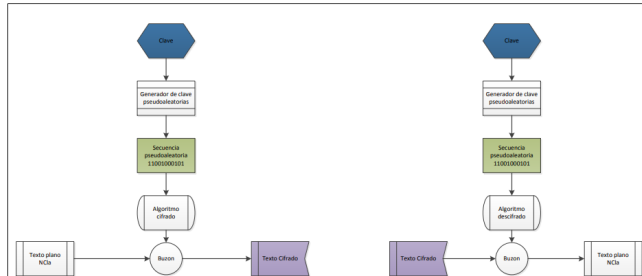 Clave
Generador de clave
pseudoaleatorias
Secuencia
pseudoaleatoria
11001000101
Algoritmo
cifrado
Texto plano
NCla
Buzon
Texto Cifrado
Clave
Generador de clave
pseudoaleatorias
Secuencia
pseudoaleatoria
11001000101
Algoritmo
descifrado
Texto Cifrado
Buzon
Texto plano
NCla